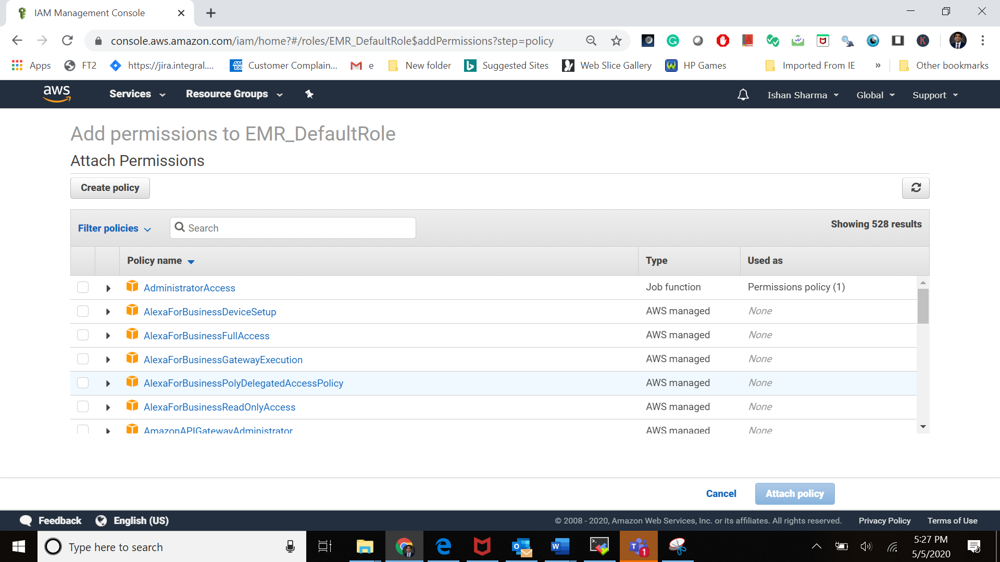 IAM Management Console
console.aws.amazon.com/iam/home?#/roles/EMR_DefaultRole$addPermissions?step=policy
Apps FT2 https://jira.integral.... AM EX Customer Complain... e New folder Suggested Sites Web Slice Gallery HP Games Imported From IE » Other bookmarks
aws Services Resource Groups Ishan Sharma Global Support
Add permissions to EMR_DefaultRole
Attach Permissions
Create policy
Filter policies Search Showing 528 results
Policy name Type Used as
AdministratorAccess Job function Permissions policy (1)
AlexaForBusinessDeviceSetup AWS managed None
AlexaForBusinessFullAccess AWS managed None
AlexaForBusinessGatewayExecution AWS managed None
AlexaForBusinessPolyDelegatedAccessPolicy AWS managed None
AlexaForBusinessReadOnlyAccess AWS managed None
AmazonAPIGatewayAdministrator AWS managed None
Cancel Attach policy
Feedback English (US) © 2008 - 2020, Amazon Web Services, Inc. or its affiliates. All rights reserved. Privacy Policy Terms of Use
Type here to search
5:27 PM
5/5/2020